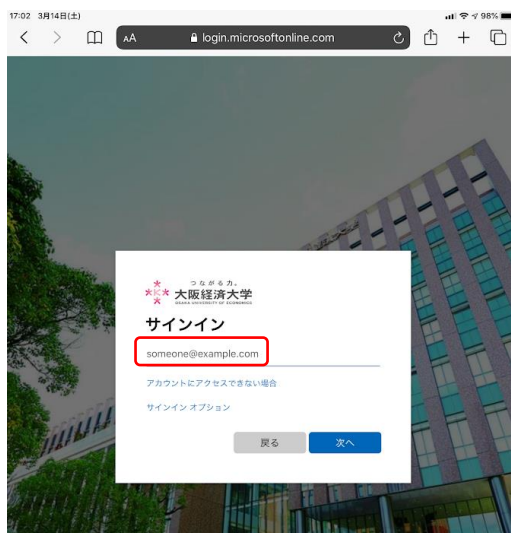 17:02 3月14日(土)
98%
AA
login.microsoftonline.com
つながる力。
大阪経済大学
OSAKA UNIVERSITY OF ECONOMICS
サインイン
someone@example.com
アカウントにアクセスできない場合
サインイン オプション
戻る
次へ